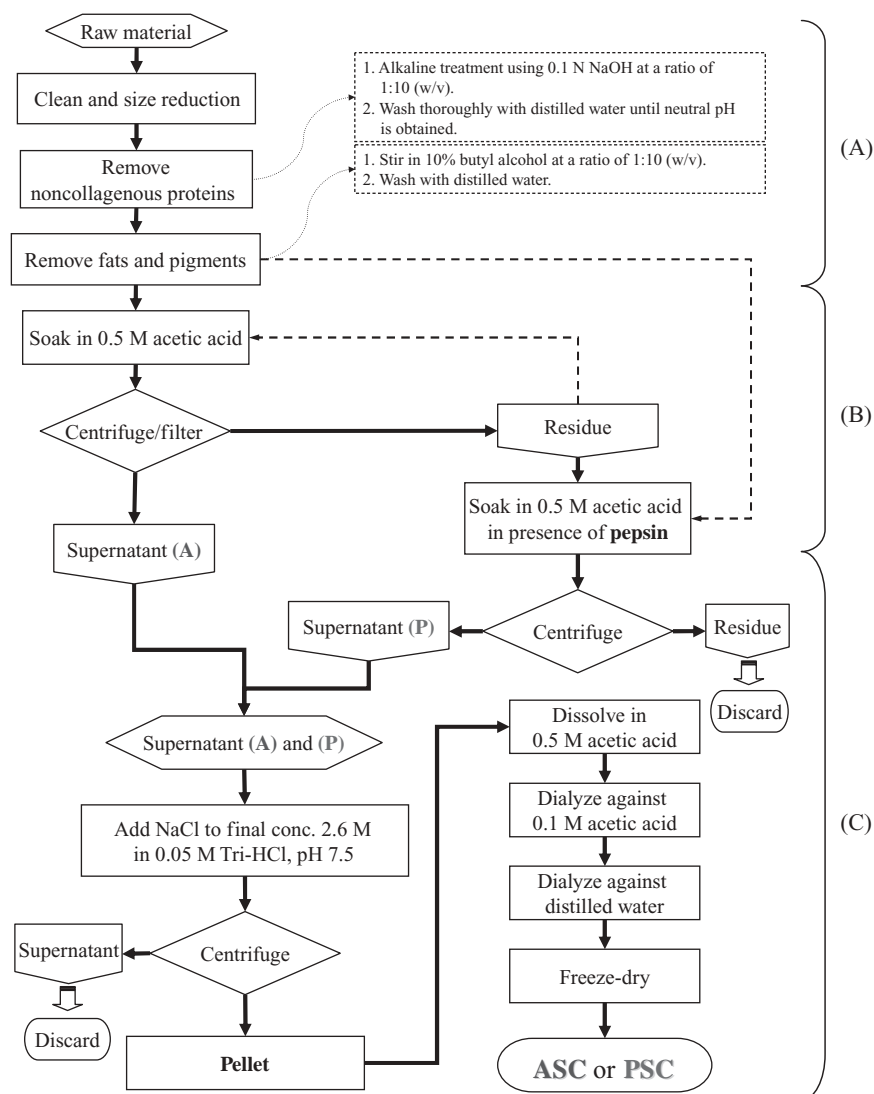 Raw material
Clean and size reduction
Remove
noncollagenous proteins
Remove fats and pigments
1. Alkaline treatment using 0.1 N NaOH at a ratio of
1:10 (w/v).
2. Wash thoroughly with distilled water until neutral pH
is obtained.
1. Stir in 10% butyl alcohol at a ratio of 1:10 (w/v).
2. Wash with distilled water.
(A)
Soak in 0.5 M acetic acid
Centrifuge/filter
Residue
Soak in 0.5 M acetic acid
in presence of pepsin
(B)
Supernatant (A)
Supernatant (P)
Centrifuge
Residue
Discard
Supernatant (A) and (P)
Add NaCl to final conc. 2.6 M
in 0.05 M Tri-HCl, pH 7.5
Supernatant
Centrifuge
Discard
Pellet
Dissolve in
0.5 M acetic acid
Dialyze against
0.1 M acetic acid
Dialyze against
distilled water
Freeze-dry
ASC or PSC
(C)